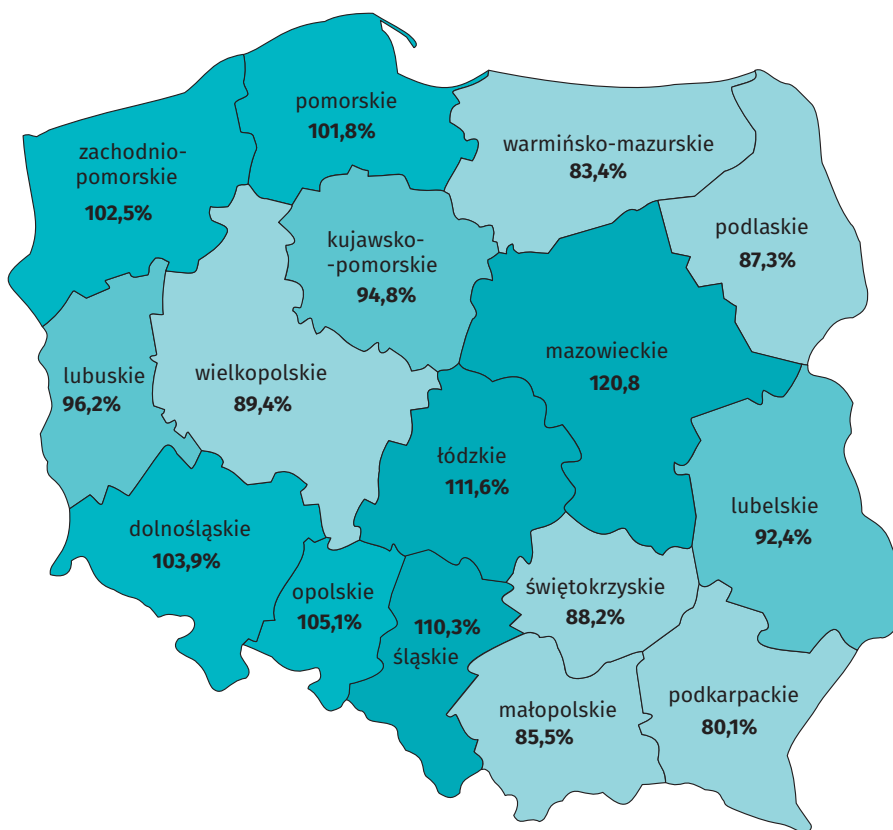 pomorskie
101,8%
zachodnio-
pomorskie
102,5%
warmińsko-mazurskie
83,4%
podlaskie
87,3%
kujawsko-
-pomorskie
94,8%
mazowieckie
120,8
lubuskie
96,2%
wielkopolskie
89,4%
łódzkie
111,6%
lubelskie
92,4%
dolnośląskie
103,9%
opolskie
105,1%
110,3%
śląskie
świętokrzyskie
88,2%
małopolskie
85,5%
podkarpackie
80,1%